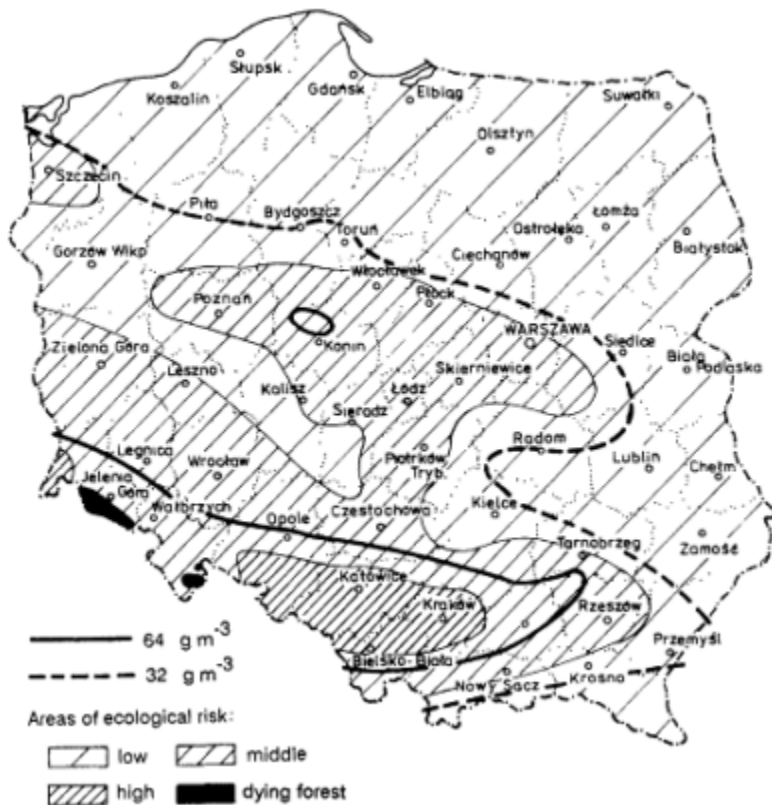 Słupsk
Koszalin
Gdańsk
Elbląg
Suwałki
Olsztyn
Szczecin
Piła
Bydgoszcz
Toruń
Ostrołęka
Łomża
Białystok
Gorzów Wlkp
Ciechanów
Włocławek
Płock
Poznań
WARSZAWA
Siedlce
Konin
Biała
Podlaska
Zielona Góra
Leszno
Skierniewice
Kalisz
Łódź
Sieradz
Radom
Piotrków
Tryb.
Lublin
Chełm
Legnica
Wrocław
Jelenia
Góra
Wałbrzych
Kielce
Opole
Częstochowa
Tarnobrzeg
Zamość
Katowice
Kraków
Rzeszów
Przemyśl
Bielsko-Biała
Krosno
Nowy Sącz
64 g m-3
32 g m-3
Areas of ecological risk:
low middle
high dying forest